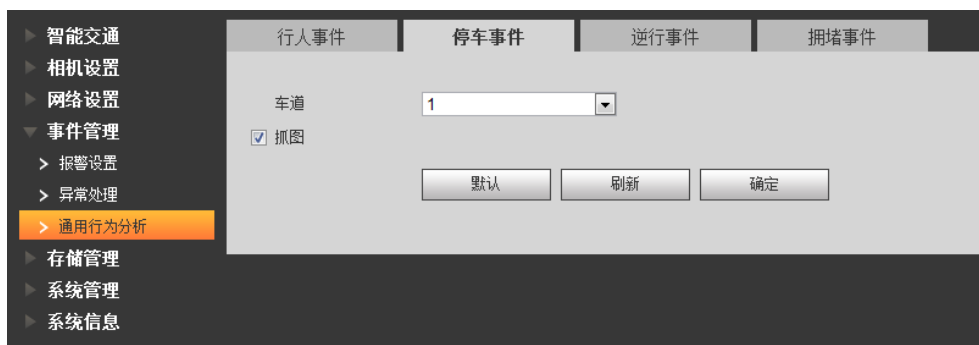 智能交通
相机设置
网络设置
事件管理
报警设置
异常处理
通用行为分析
存储管理
系统管理
系统信息
行人事件 停车事件 逆行事件 拥堵事件
车道 1
抓图
默认 刷新 确定